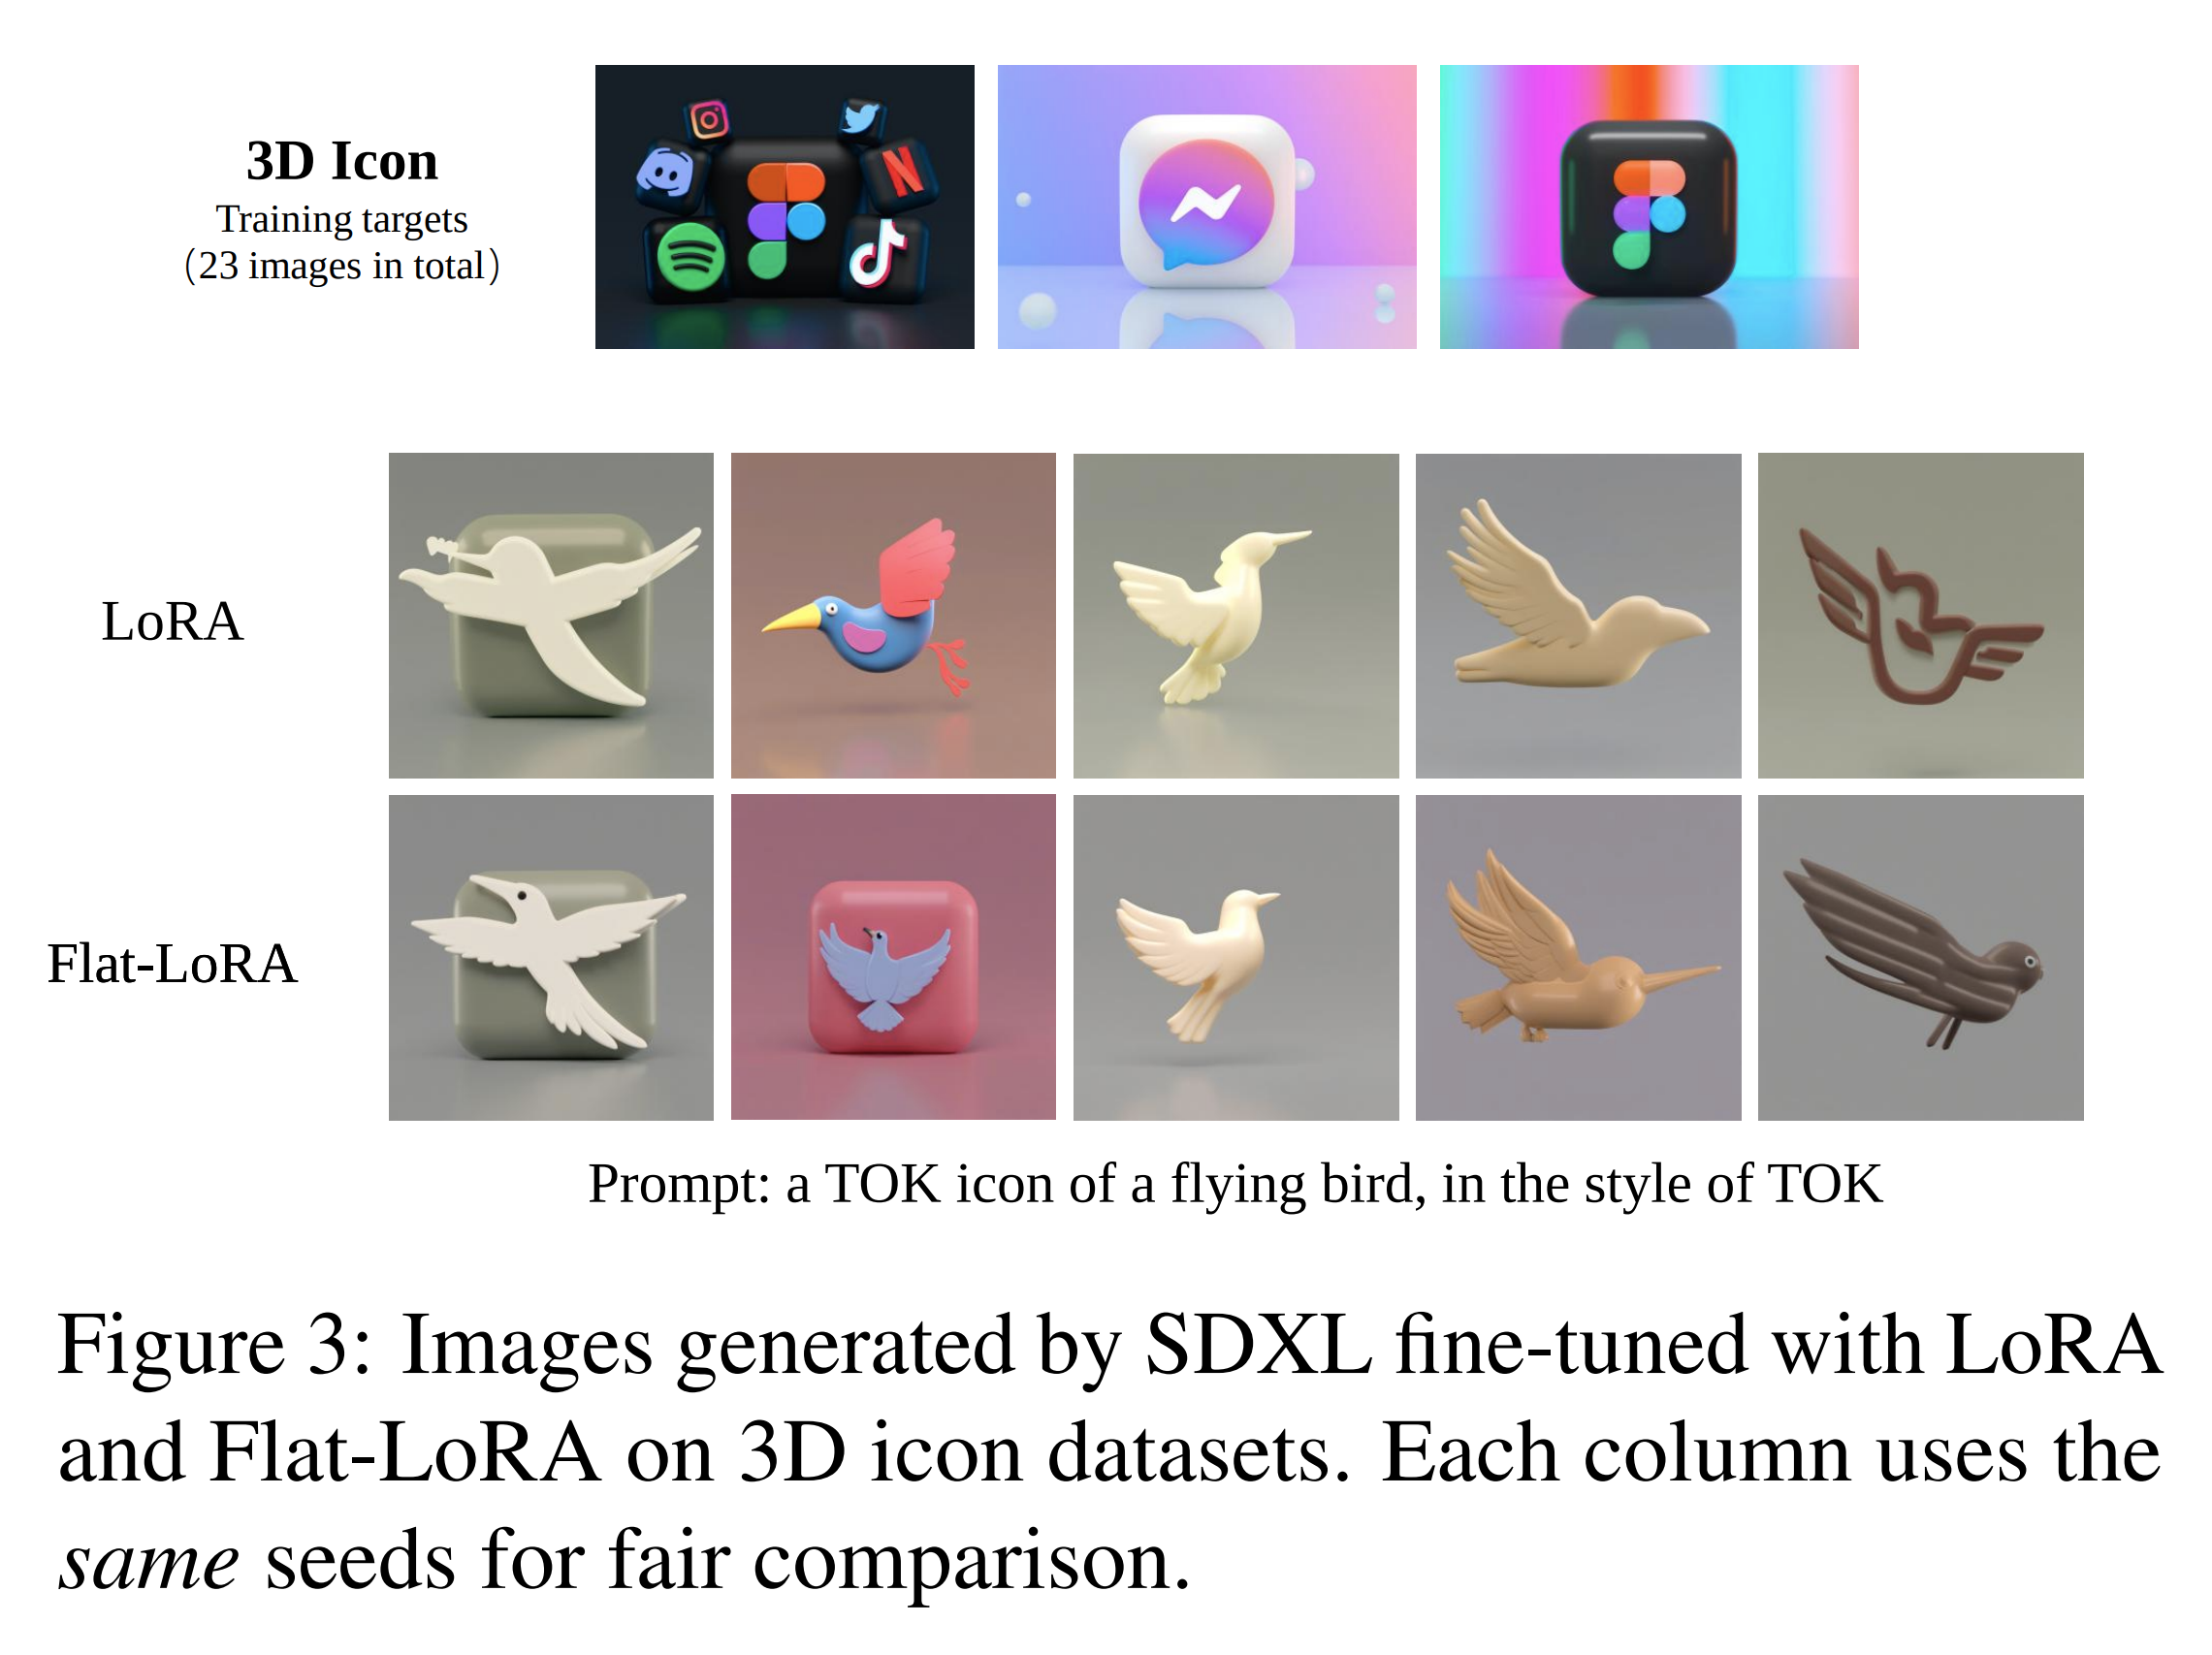 3D Icon
Training targets
(23 images in total)
N
LoRA
Flat-LoRA
Prompt: a TOK icon of a flying bird, in the style of TOK
Figure 3: Images generated by SDXL fine-tuned with LoRA
and Flat-LoRA on 3D icon datasets. Each column uses the
same seeds for fair comparison.